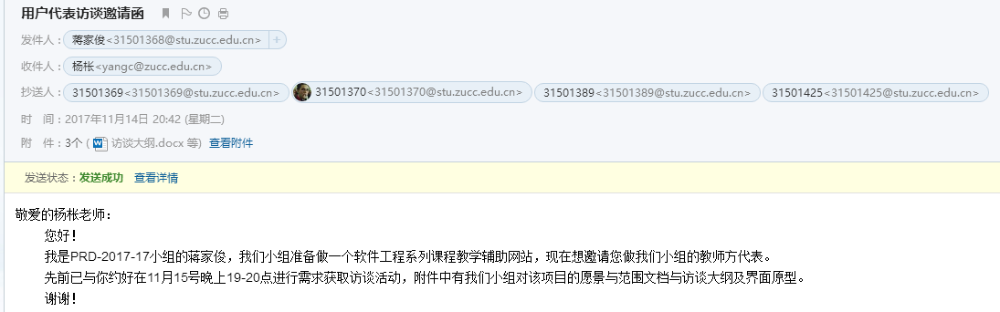 用户代表访谈邀请函
发件人：蒋家俊<31501368@stu.zucc.edu.cn>
收件人：杨枨<yangc@zucc.edu.cn>
抄送人：31501369<31501369@stu.zucc.edu.cn> 31501370<31501370@stu.zucc.edu.cn> 31501389<31501389@stu.zucc.edu.cn> 31501425<31501425@stu.zucc.edu.cn>
时 间：2017年11月14日 20:42 (星期二)
附 件：3个 ( 访谈大纲.docx 等) 查看附件
发送状态：发送成功 查看详情
敬爱的杨枨老师：
您好！
我是PRD-2017-17小组的蒋家俊，我们小组准备做一个软件工程系列课程教学辅助网站，现在想邀请您做我们小组的教师方代表。
先前已与你约好在11月15号晚上19-20点进行需求获取访谈活动，附件中有我们小组对该项目的愿景与范围文档与访谈大纲及界面原型。
谢谢！